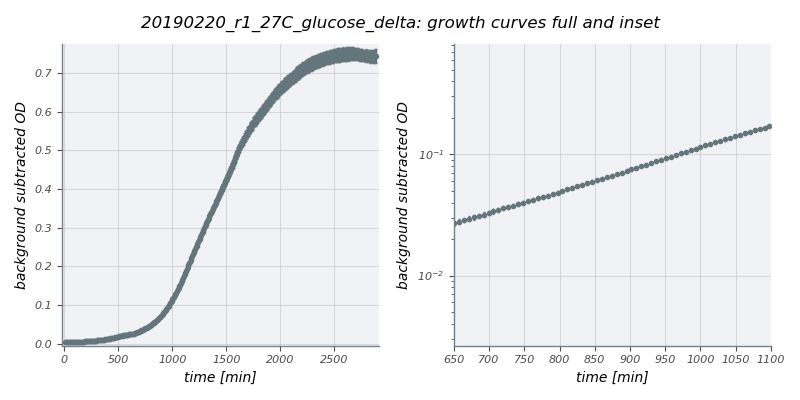 20190220_r1_27C_glucose_delta: growth curves full and inset
background subtracted OD
0.7
0.6
0.5
0.4
0.3
0.2
0.1
0.0
0 500 1000 1500 2000 2500
time [min]
background subtracted OD
10⁻¹
10⁻²
650 700 750 800 850 900 950 1000 1050 1100
time [min]